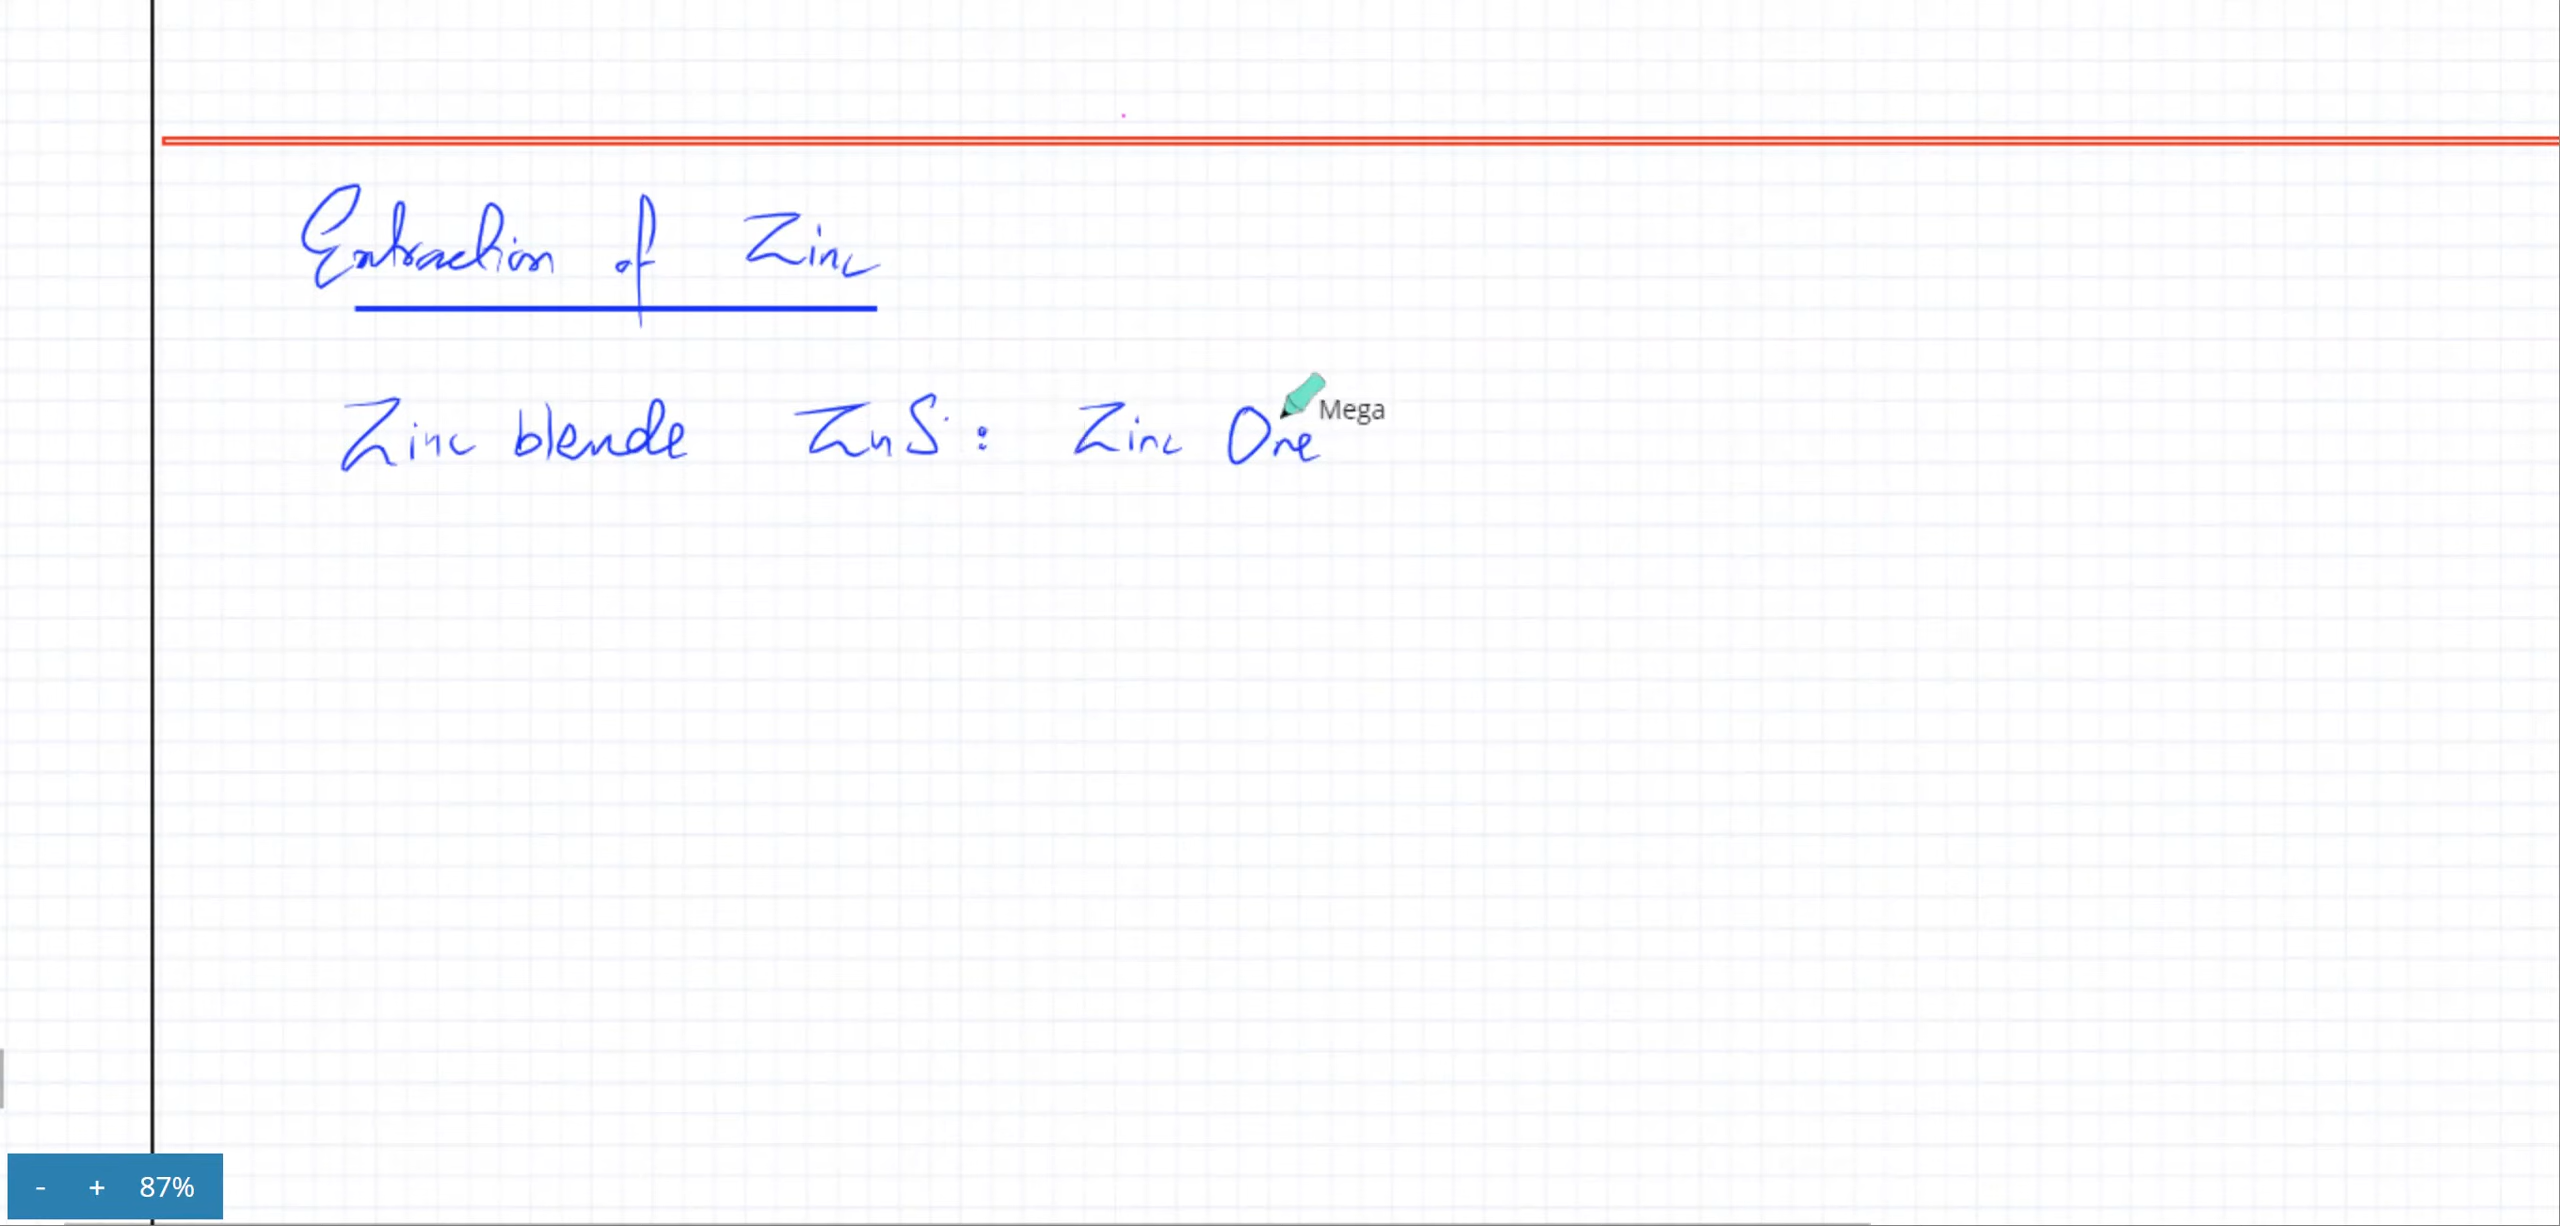 Extraction of Zinc
Zinc blende ZnS: Zinc Ore
Mega
- + 87%